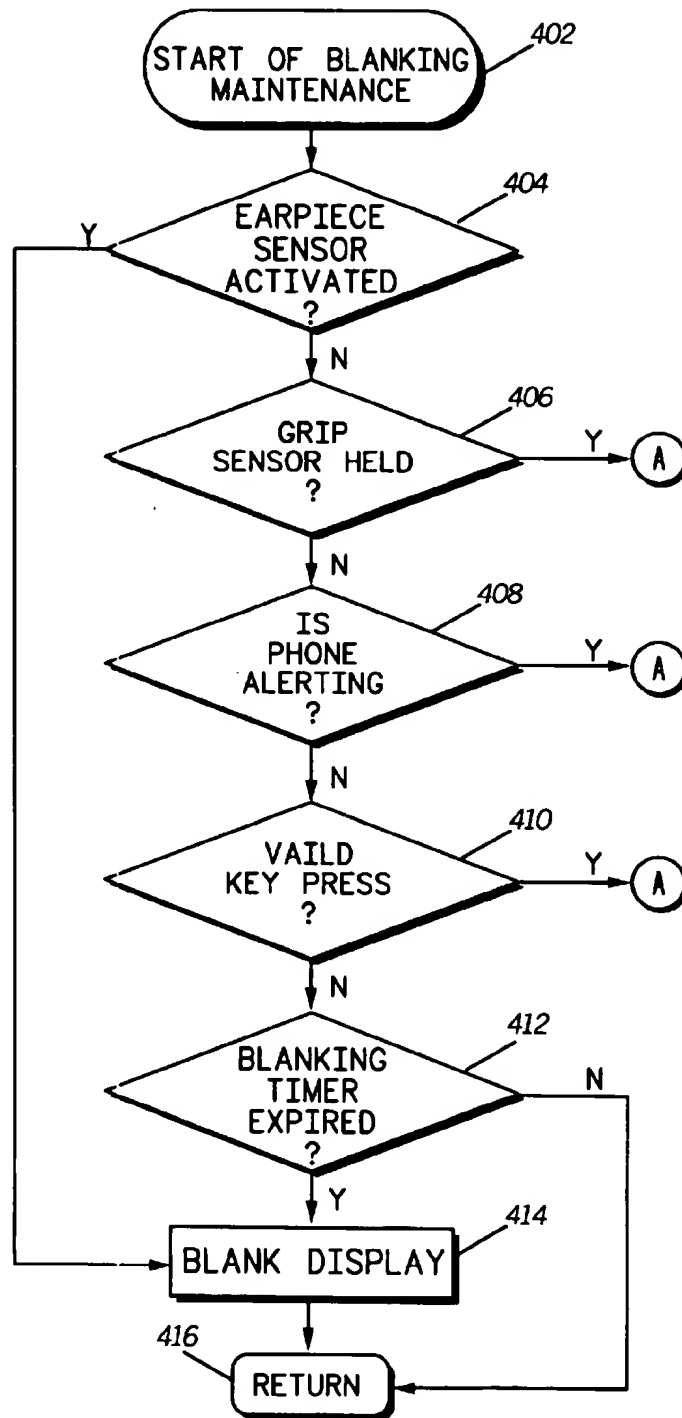 START OF BLANKING
MAINTENANCE
402
404
Y
EARPIECE
SENSOR
ACTIVATED
?
N
406
GRIP
SENSOR HELD
?
Y
A
N
408
IS
PHONE
ALERTING
?
Y
A
N
410
VAILD
KEY PRESS
?
Y
A
N
412
BLANKING
TIMER
EXPIRED
?
N
Y
414
BLANK DISPLAY
416
RETURN